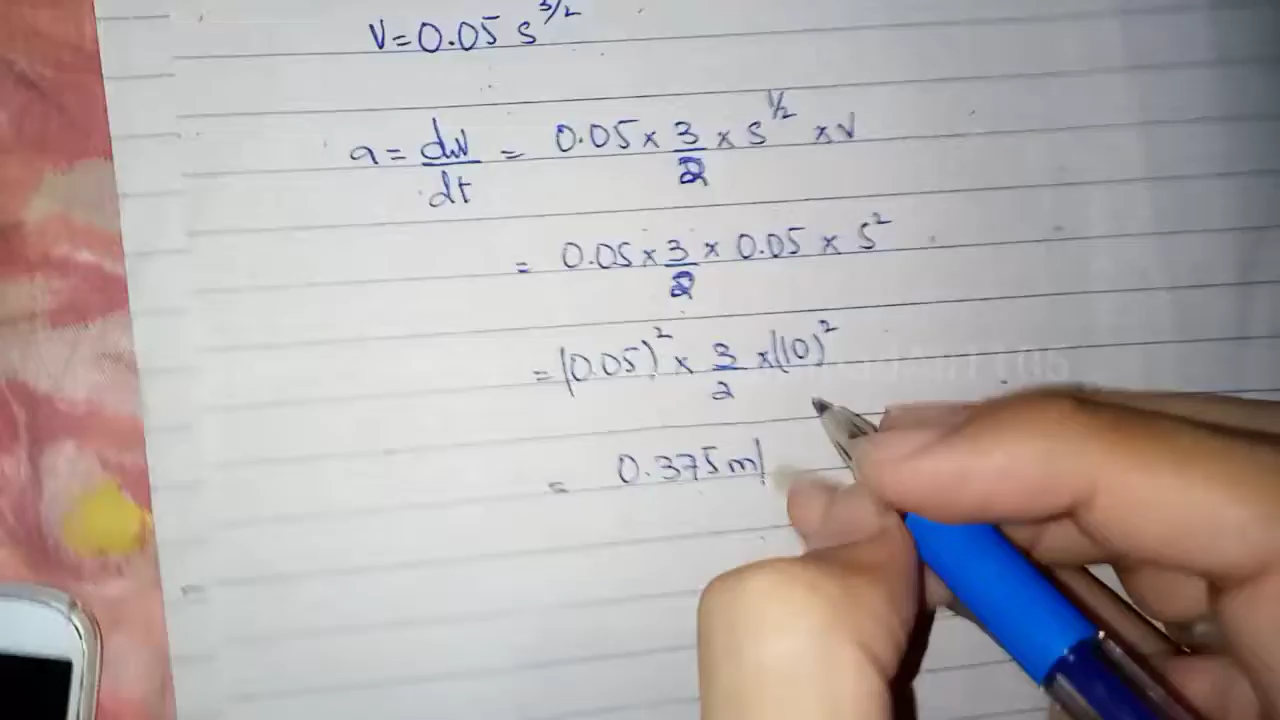 V=0.05 s^3/2
a = dv/dt = 0.05 × 3/2 × s^1/2 × v
= 0.05 × 3/2 × 0.05 × s^2
= (0.05)^2 × 3/2 × (10)^2
= 0.375 m/